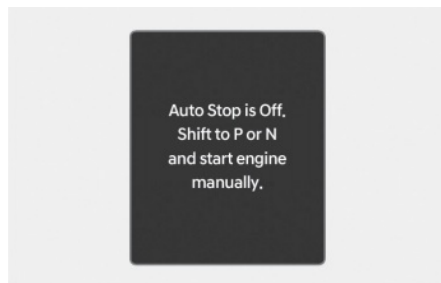 Auto Stop is Off.
Shift to P or N
and start engine
manually.